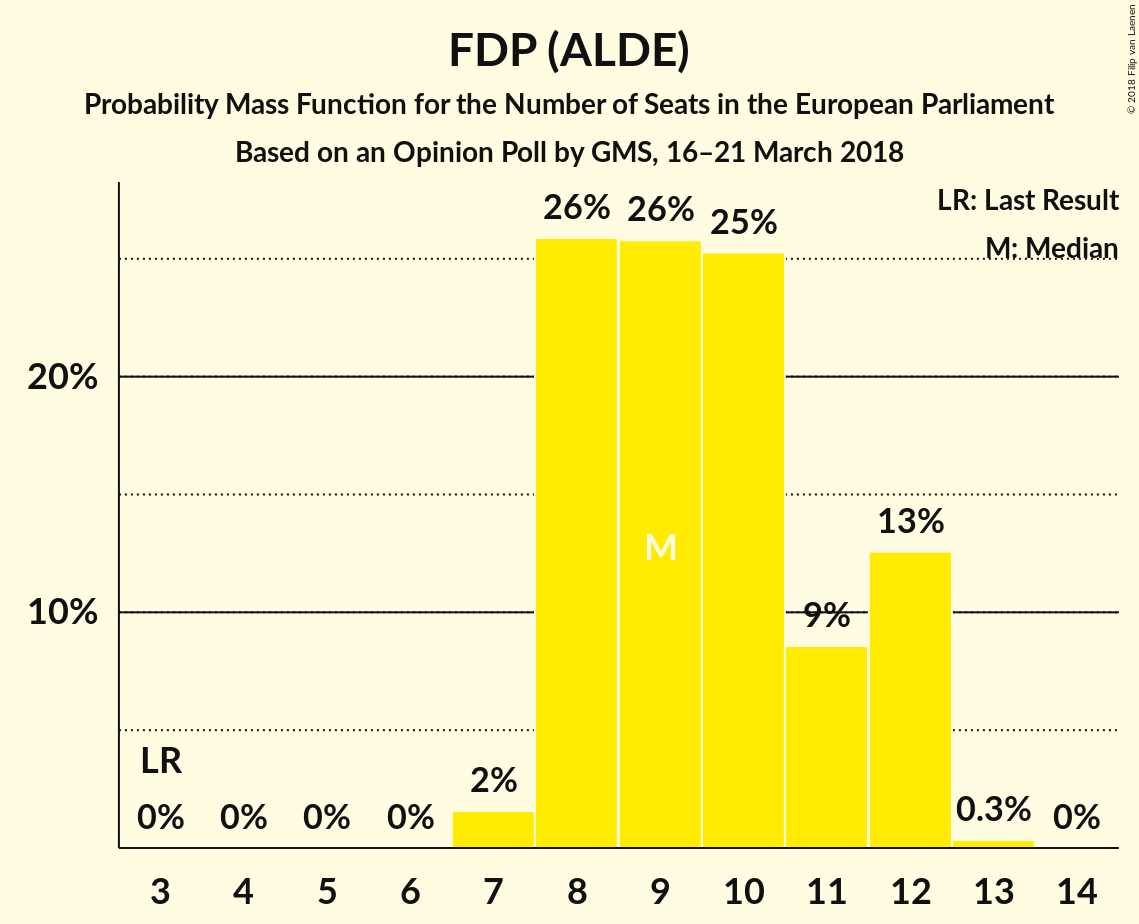 FDP (ALDE)
Probability Mass Function for the Number of Seats in the European Parliament
Based on an Opinion Poll by GMS, 16–21 March 2018
© 2018 Filip van Laenen
LR: Last Result
M: Median
26% 26% 25%
20%
13%
M
10%
9%
LR
2%
0% 0% 0% 0% 0.3% 0%
3 4 5 6 7 8 9 10 11 12 13 14